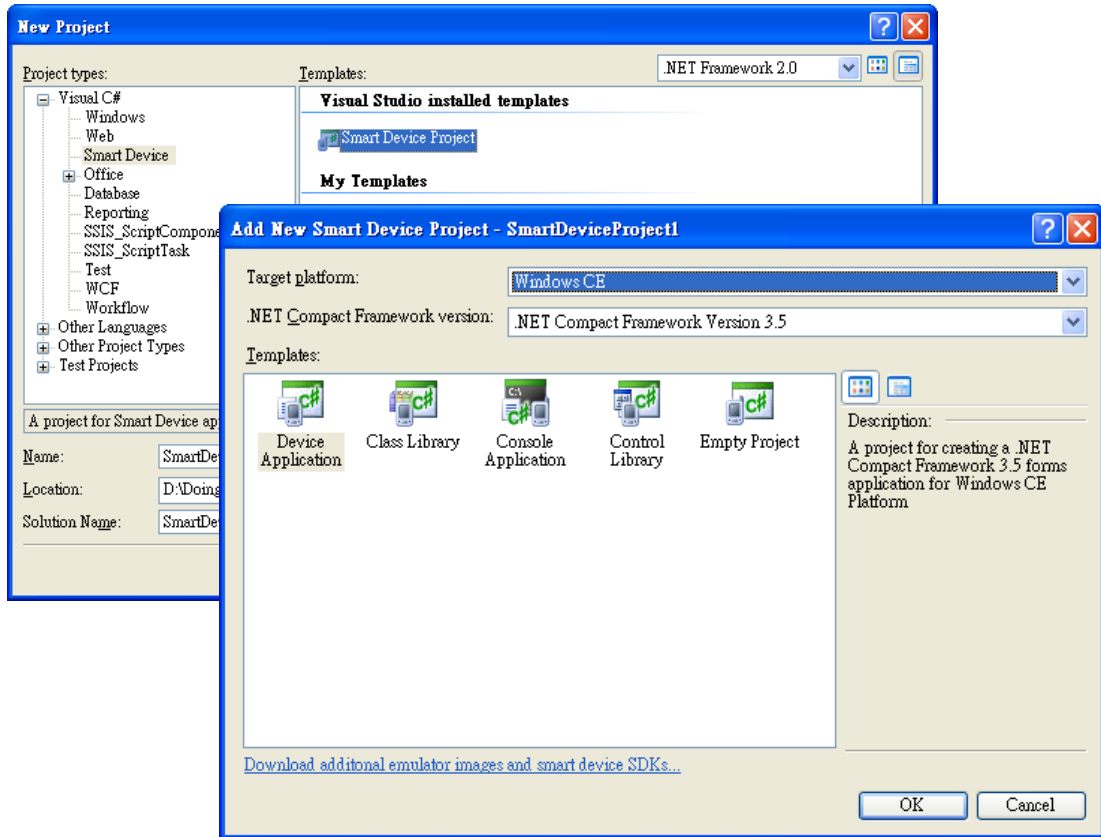 New Project
Project types:
Templates:
.NET Framework 2.0
Visual C#
Windows
Web
Smart Device
Office
Database
Reporting
SSIS_ScriptCompone
SSIS_ScriptTask
Test
WCF
Workflow
Other Languages
Other Project Types
Test Projects
Visual Studio installed templates
Smart Device Project
My Templates
A project for Smart Device ap
Name:
SmartDe
Location:
D:\Doing
Solution Name:
SmartDe
Add New Smart Device Project - SmartDeviceProject1
Target platform:
Windows CE
.NET Compact Framework version:
.NET Compact Framework Version 3.5
Templates:
Device
Application
Class Library
Console
Application
Control
Library
Empty Project
Description:
A project for creating a .NET
Compact Framework 3.5 forms
application for Windows CE
Platform
Download additonal emulator images and smart device SDKs...
OK
Cancel